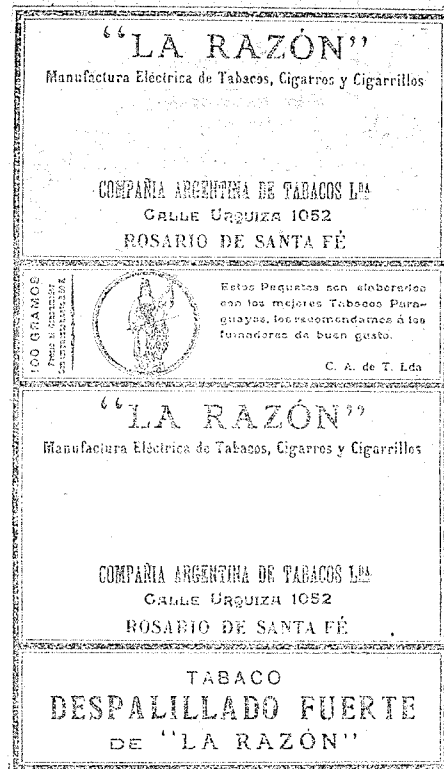 “LA RAZÓN”
Manufactura Eléctrica de Tabacos, Cigarros y Cigarrillos
COMPAÑIA ARGENTINA DE TABACOS LDA
CALLE URQUIZA 1052
ROSARIO DE SANTA FÉ
100 GRAMOS
Estos Paquetes son elaborados
con los mejores Tabacos Para-
guayos, los recomendamos á los
fumadores de buen gusto.
C. A. de T. Lda
“LA RAZÓN”
Manufactura Eléctrica de Tabacos, Cigarros y Cigarrillos
COMPAÑIA ARGENTINA DE TABACOS LDA
CALLE URQUIZA 1052
ROSARIO DE SANTA FÉ
TABACO
DESPALILLADO FUERTE
DE “LA RAZÓN”